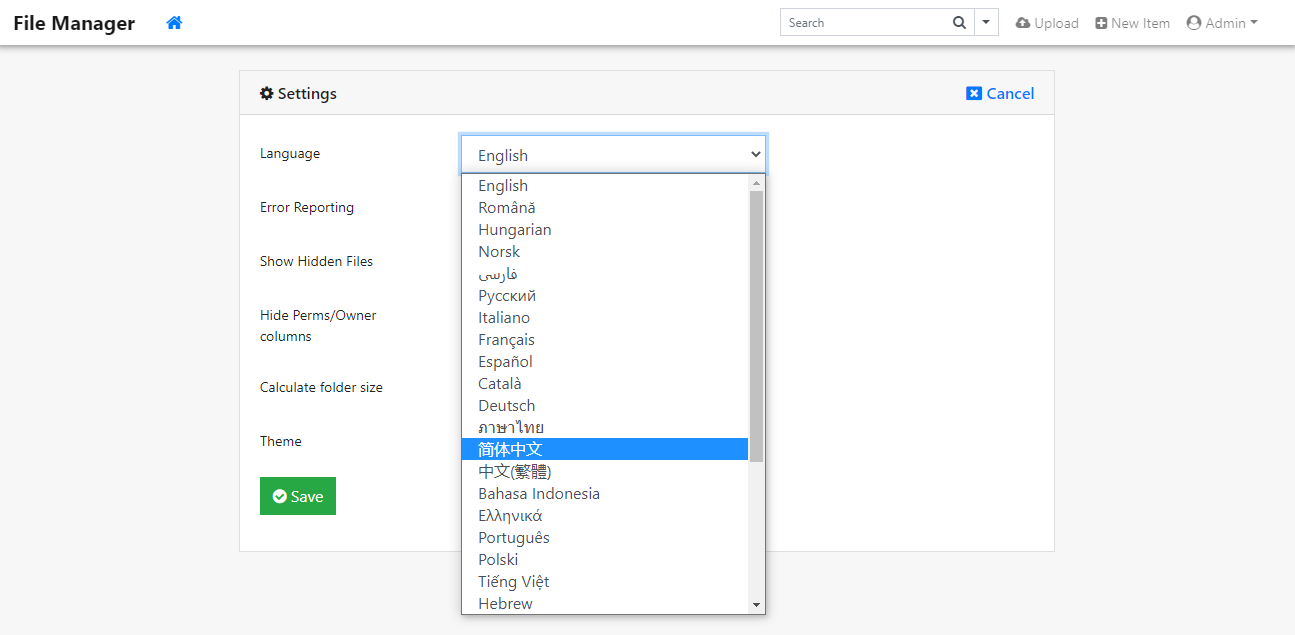 File Manager
Search
Upload
New Item
Admin
Settings
Cancel
Language
English
Error Reporting
Show Hidden Files
Hide Perms/Owner
columns
Calculate folder size
Theme
Save
English
Română
Hungarian
Norsk
فارسی
Русский
Italiano
Français
Español
Català
Deutsch
ภาษาไทย
简体中文
中文(繁體)
Bahasa Indonesia
Ελληνικά
Português
Polski
Tiếng Việt
Hebrew